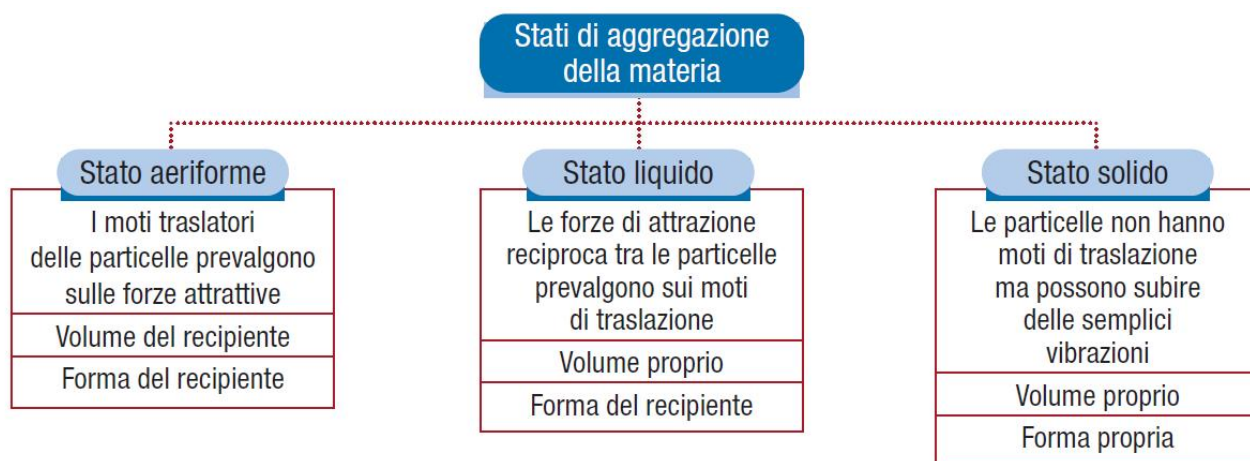 Stati di aggregazione
della materia
Stato aeriforme
I moti traslatori
delle particelle prevalgono
sulle forze attrattive
Volume del recipiente
Forma del recipiente
Stato liquido
Le forze di attrazione
reciproca tra le particelle
prevalgono sui moti
di traslazione
Volume proprio
Forma del recipiente
Stato solido
Le particelle non hanno
moti di traslazione
ma possono subire
delle semplici
vibrazioni
Volume proprio
Forma propria